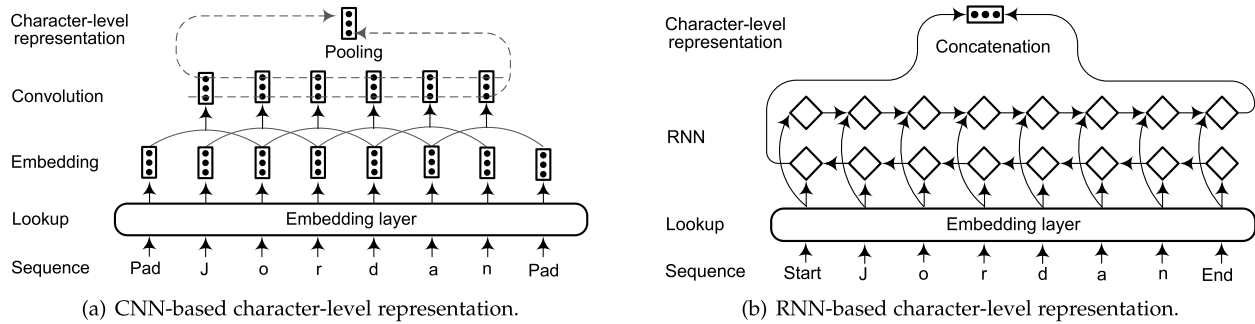 Character-level
representation
Pooling
Convolution
Embedding
Lookup
Embedding layer
Sequence
Pad J o r d a n Pad
(a) CNN-based character-level representation.
Character-level
representation
Concatenation
RNN
Lookup
Embedding layer
Sequence
Start J o r d a n End
(b) RNN-based character-level representation.